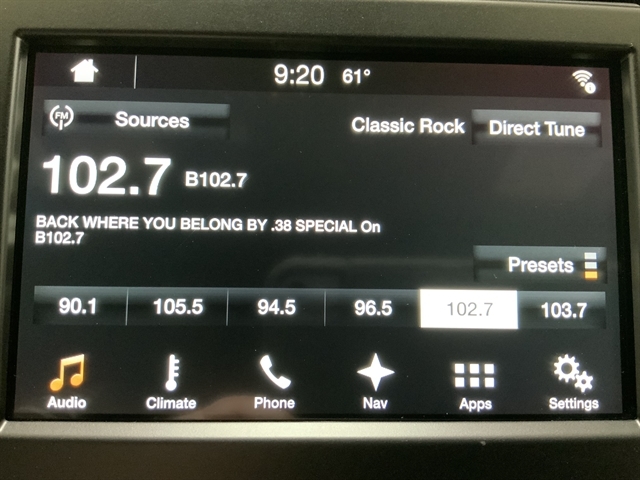 9:20 61°
FM Sources Classic Rock Direct Tune
102.7 B102.7
BACK WHERE YOU BELONG BY .38 SPECIAL On
B102.7
Presets
90.1 105.5 94.5 96.5 102.7 103.7
Audio Climate Phone Nav Apps Settings